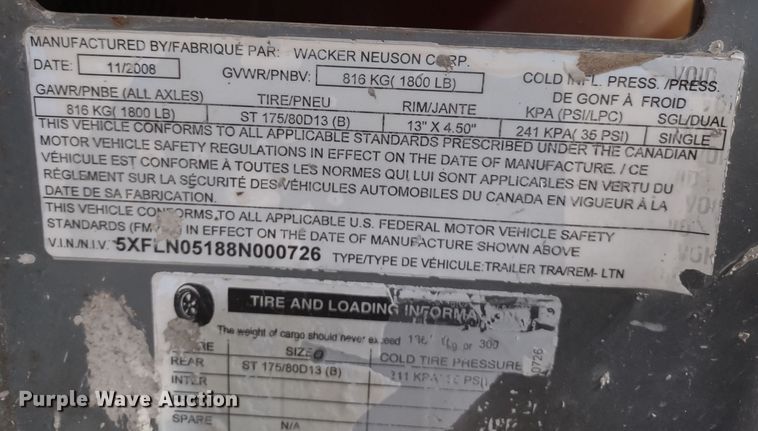 MANUFACTURED BY/FABRIQUÉ PAR: WACKER NEUSON CORP.
DATE: 11/2008 GVWR/PNBV: 816 KG( 1800 LB) COLD INFL. PRESS. /PRESS.
DE GONF À FROID
GAWR/PNBE (ALL AXLES) TIRE/PNEU RIM/JANTE KPA (PSI/LPC) SGL/DUAL
816 KG( 1800 LB) ST 175/80D13 (B) 13" X 4.50" 241 KPA( 35 PSI) SINGLE
THIS VEHICLE CONFORMS TO ALL APPLICABLE STANDARDS PRESCRIBED UNDER THE CANADIAN
MOTOR VEHICLE SAFETY REGULATIONS IN EFFECT ON THE DATE OF MANUFACTURE. / CE
VÉHICULE EST CONFORME À TOUTES LES NORMES QUI LUI SONT APPLICABLES EN VERTU DU
RÈGLEMENT SUR LA SÉCURITÉ DES VÉHICULES AUTOMOBILES DU CANADA EN VIGUEUR À LA
DATE DE SA FABRICATION.
THIS VEHICLE CONFORMS TO ALL APPLICABLE U.S. FEDERAL MOTOR VEHICLE SAFETY
STANDARDS IN EFFECT ON THE DATE OF MANUFACTURE SHOWN ABOVE
V.I.N./N.I.V. 5XFLN05188N000726 TYPE/TYPE DE VÉHICULE:TRAILER TRA/REM- LTN
VOID
TIRE AND LOADING
The weight of cargo should never exceed kg or 300
SIZE COLD TIRE PRESSURE
REAR ST 175/80D13 (B)
INTER
SPARE N/A
Purple Wave Auction